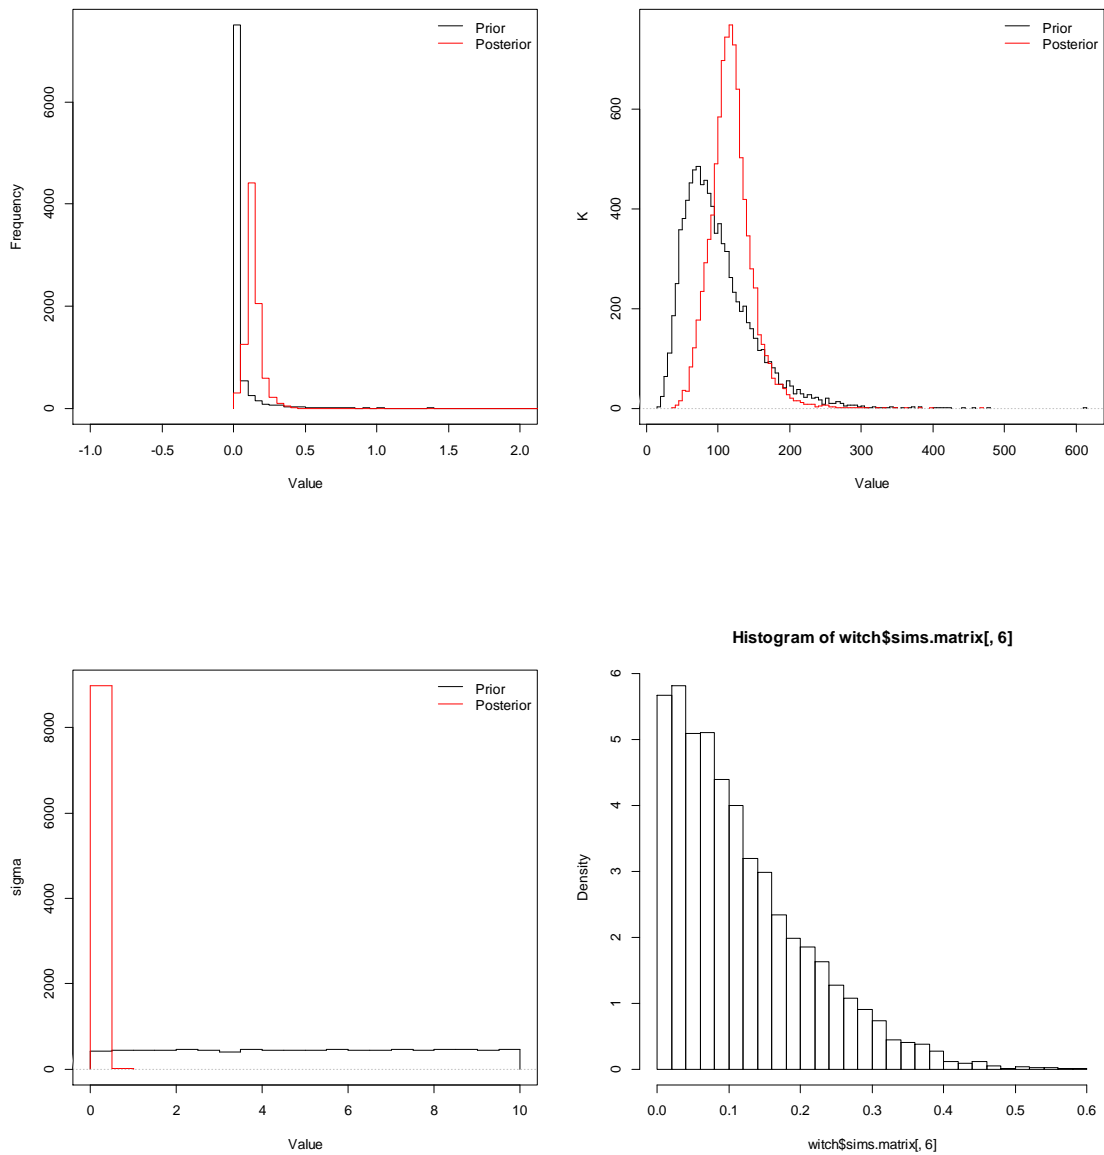 Prior
Posterior
Frequency
0 2000 4000 6000
-1.0 -0.5 0.0 0.5 1.0 1.5 2.0
Value
Prior
Posterior
K
0 200 400 600
0 100 200 300 400 500 600
Value
Prior
Posterior
sigma
0 2000 4000 6000 8000
0 2 4 6 8 10
Value
Histogram of witch$sims.matrix[, 6]
Density
0 1 2 3 4 5 6
0.0 0.1 0.2 0.3 0.4 0.5 0.6
witch$sims.matrix[, 6]